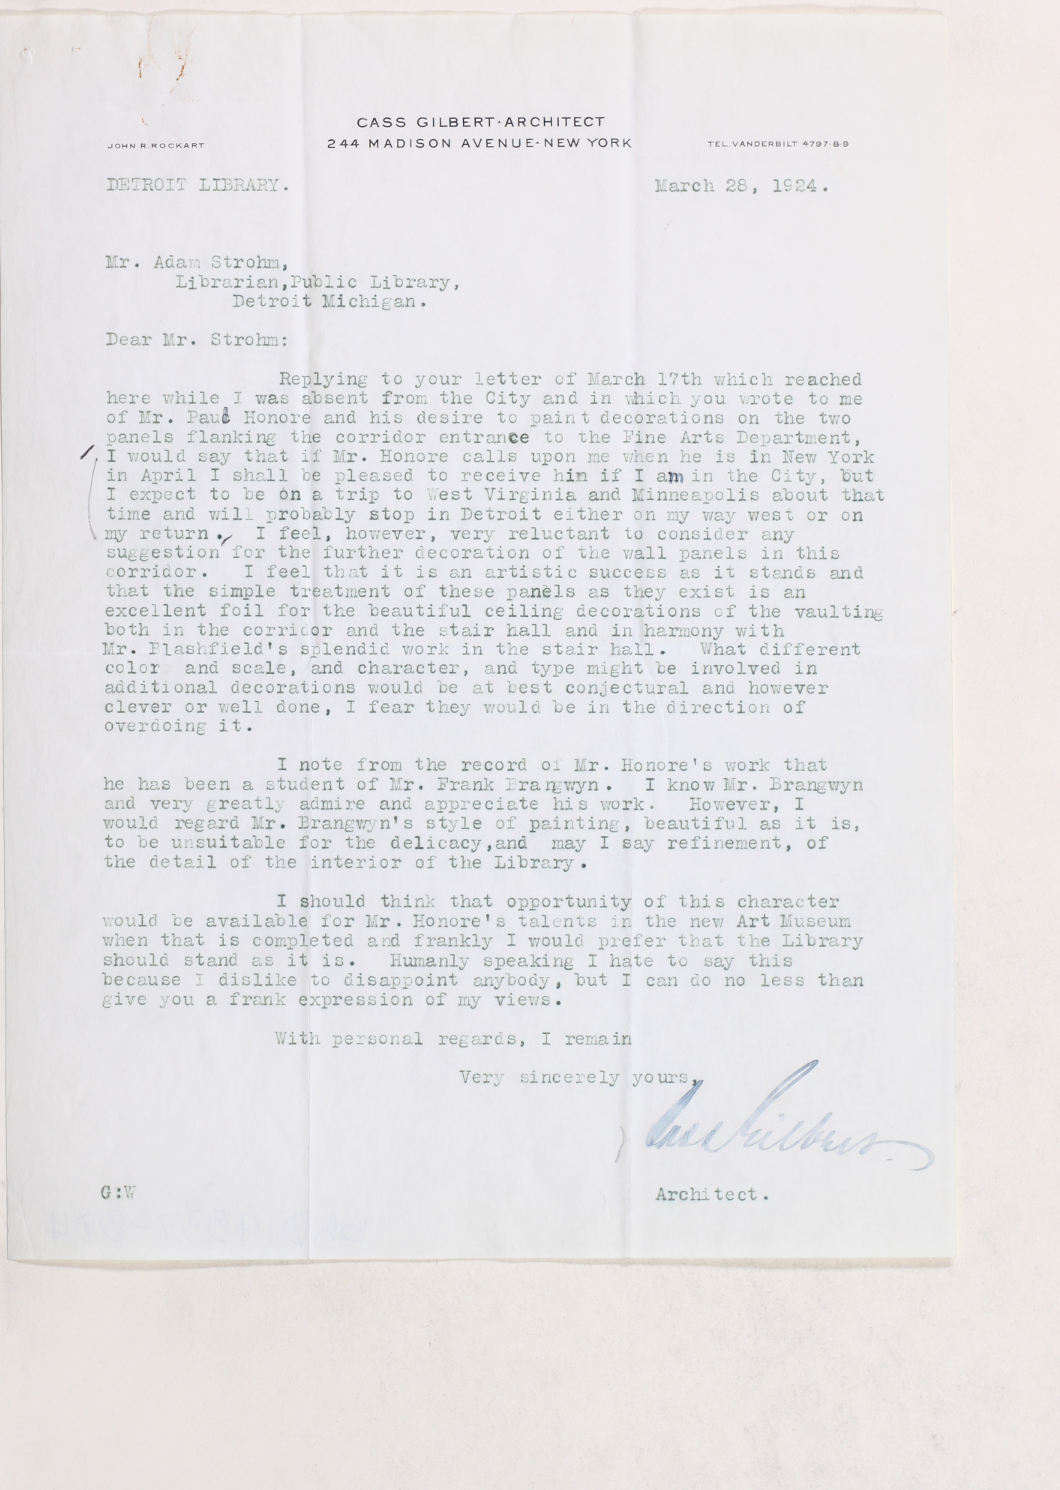 CASS GILBERT-ARCHITECT
JOHN R. ROCKART
244 MADISON AVENUE-NEW YORK
TEL. VANDERBILT 4797-8-9
DETROIT LIBRARY.
March 28, 1924.
Mr. Adam Strohm,
Librarian,Public Library,
Detroit Michigan.
Dear Mr. Strohm:
Replying to your letter of March 17th which reached
here while I was absent from the City and in which you wrote to me
of Mr. Paul Honore and his desire to paint decorations on the two
panels flanking the corridor entrance to the Fine Arts Department,
I would say that if Mr. Honore calls upon me when he is in New York
in April I shall be pleased to receive him if I am in the City, but
I expect to be on a trip to West Virginia and Minneapolis about that
time and will probably stop in Detroit either on my way west or on
my return. I feel, however, very reluctant to consider any
suggestion for the further decoration of the wall panels in this
corridor. I feel that it is an artistic success as it stands and
that the simple treatment of these panels as they exist is an
excellent foil for the beautiful ceiling decorations of the vaulting
both in the corridor and the stair hall and in harmony with
Mr. Blashfield's splendid work in the stair hall. What different
color and scale, and character, and type might be involved in
additional decorations would be at best conjectural and however
clever or well done, I fear they would be in the direction of
overdoing it.
I note from the record of Mr. Honore's work that
he has been a student of Mr. Frank Brangwyn. I know Mr. Brangwyn
and very greatly admire and appreciate his work. However, I
would regard Mr. Brangwyn's style of painting, beautiful as it is,
to be unsuitable for the delicacy,and may I say refinement, of
the detail of the interior of the Library.
I should think that opportunity of this character
would be available for Mr. Honore's talents in the new Art Museum
when that is completed and frankly I would prefer that the Library
should stand as it is. Humanly speaking I hate to say this
because I dislike to disappoint anybody, but I can do no less than
give you a frank expression of my views.
With personal regards, I remain
Very sincerely yours,
Cass Gilbert
G:W
Architect.